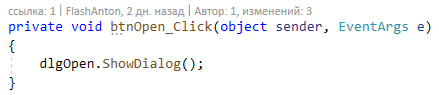 ссылка: 1 | FlashAnton, 2 дн. назад | Автор: 1, изменений: 3
private void btnOpen_Click(object sender, EventArgs e)
{
dlgOpen.ShowDialog();
}